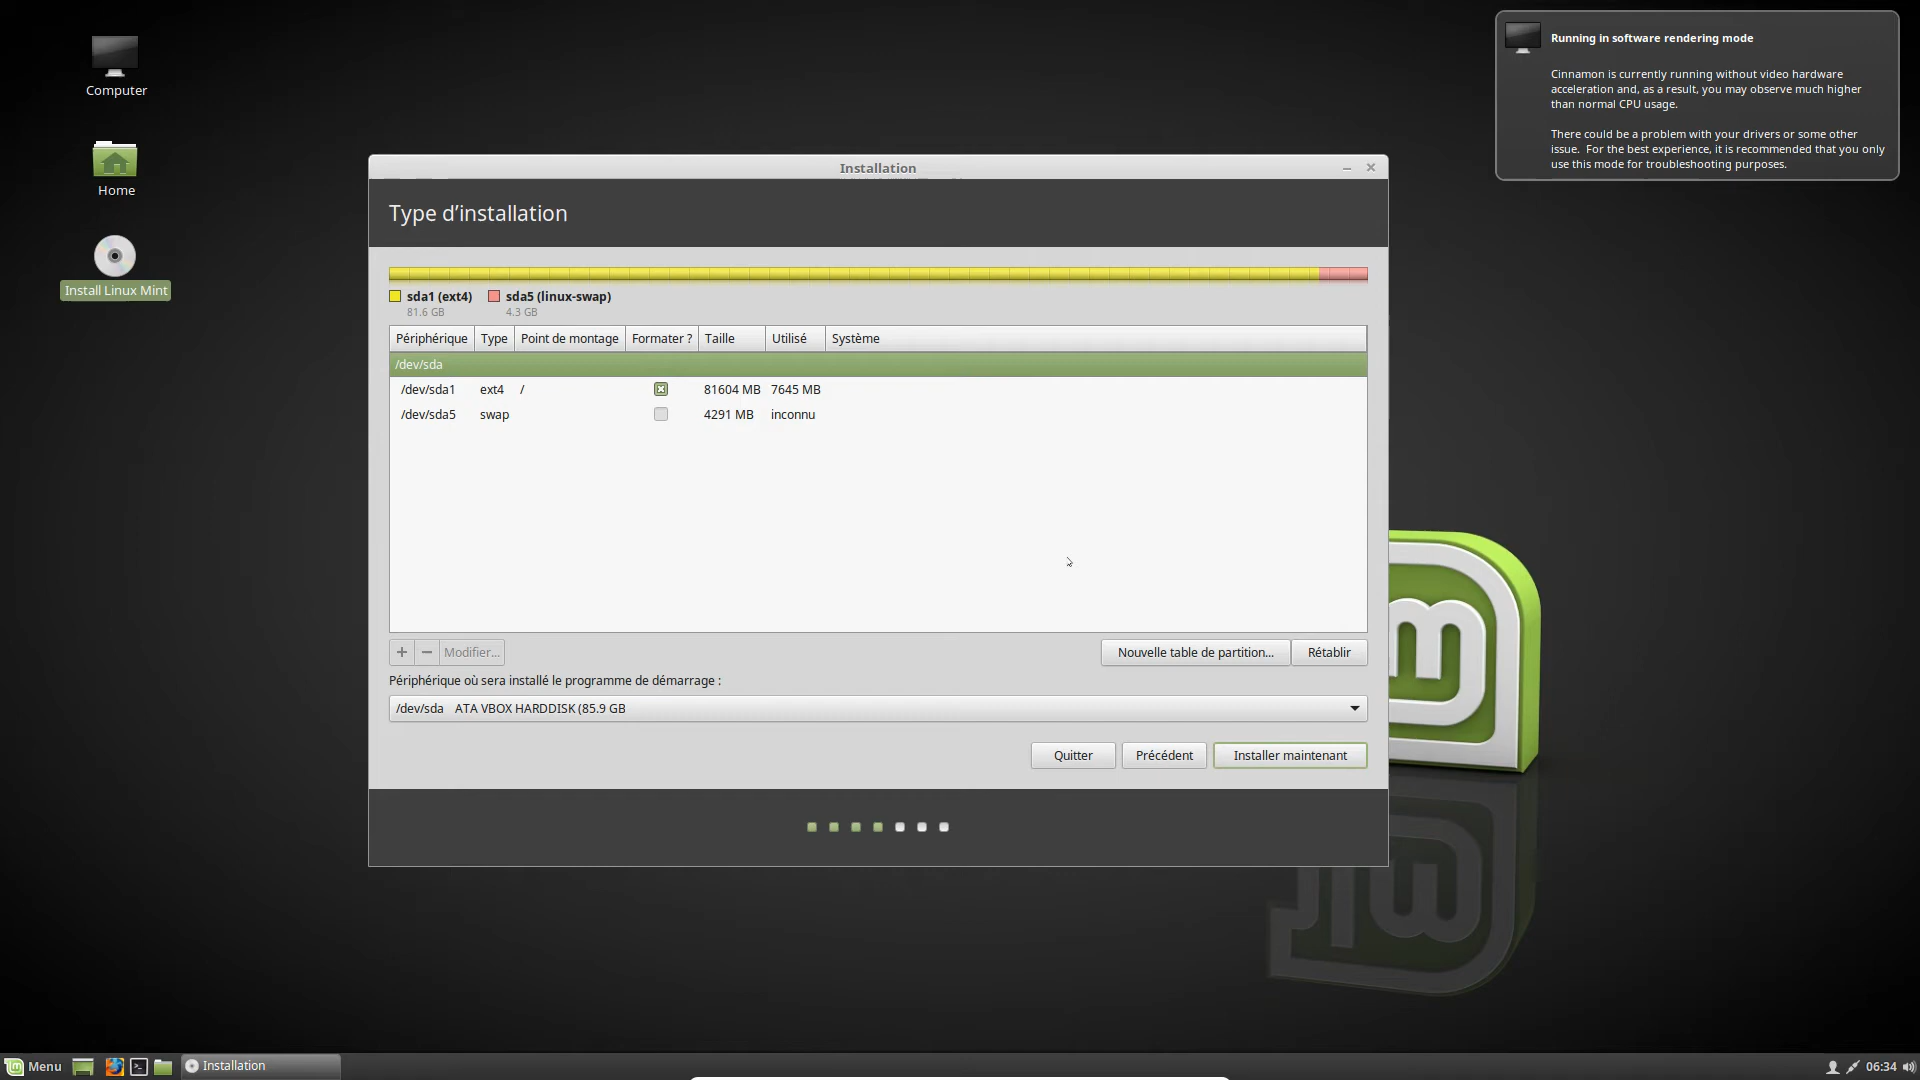 Computer
Home
Install Linux Mint
Running in software rendering mode
Cinnamon is currently running without video hardware
acceleration and, as a result, you may observe much higher
than normal CPU usage.
There could be a problem with your drivers or some other
issue.  For the best experience, it is recommended that you only
use this mode for troubleshooting purposes.
Installation
Type d’installation
sda1 (ext4) sda5 (linux-swap)
81.6 GB 4.3 GB
Périphérique Type Point de montage Formater ? Taille Utilisé Système
/dev/sda
/dev/sda1 ext4 / 81604 MB 7645 MB
/dev/sda5 swap 4291 MB inconnu
+ − Modifier... Nouvelle table de partition... Rétablir
Périphérique où sera installé le programme de démarrage :
/dev/sda ATA VBOX HARDDISK (85.9 GB
Quitter Précédent Installer maintenant
Menu Installation 06:34